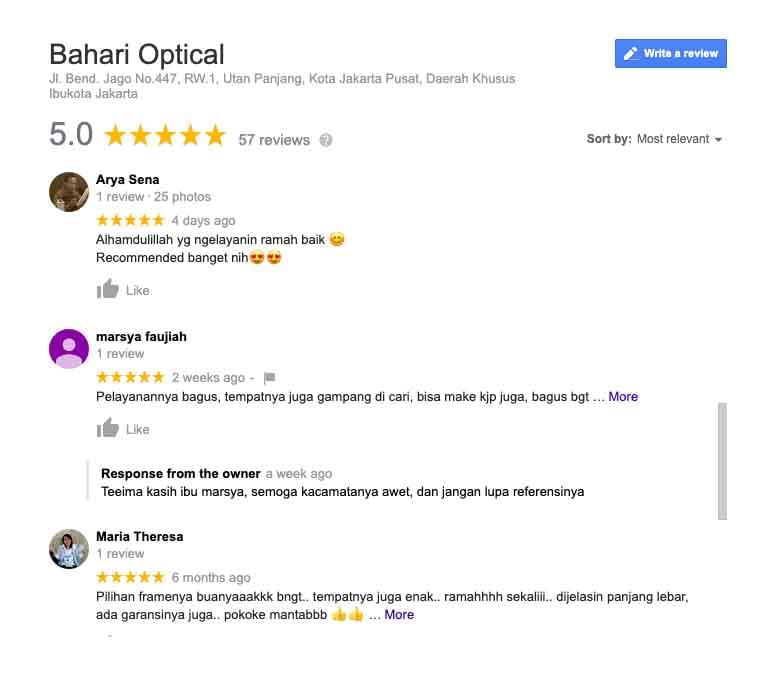 Bahari Optical
Write a review
Jl. Bend. Jago No.447, RW.1, Utan Panjang, Kota Jakarta Pusat, Daerah Khusus
Ibukota Jakarta
5.0 57 reviews ?
Sort by: Most relevant
Arya Sena
1 review · 25 photos
4 days ago
Alhamdulillah yg ngelayanin ramah baik 😊
Recommended banget nih😍😍
Like
marsya faujiah
1 review
2 weeks ago -
Pelayanannya bagus, tempatnya juga gampang di cari, bisa make kjp juga, bagus bgt ... More
Like
Response from the owner a week ago
Teeima kasih ibu marsya, semoga kacamatanya awet, dan jangan lupa referensinya
Maria Theresa
1 review
6 months ago
Pilihan framenya buanyaaakkk bngt.. tempatnya juga enak.. ramahhhh sekaliii.. dijelasin panjang lebar,
ada garansinya juga.. pokoke mantabbb 👍👍 ... More